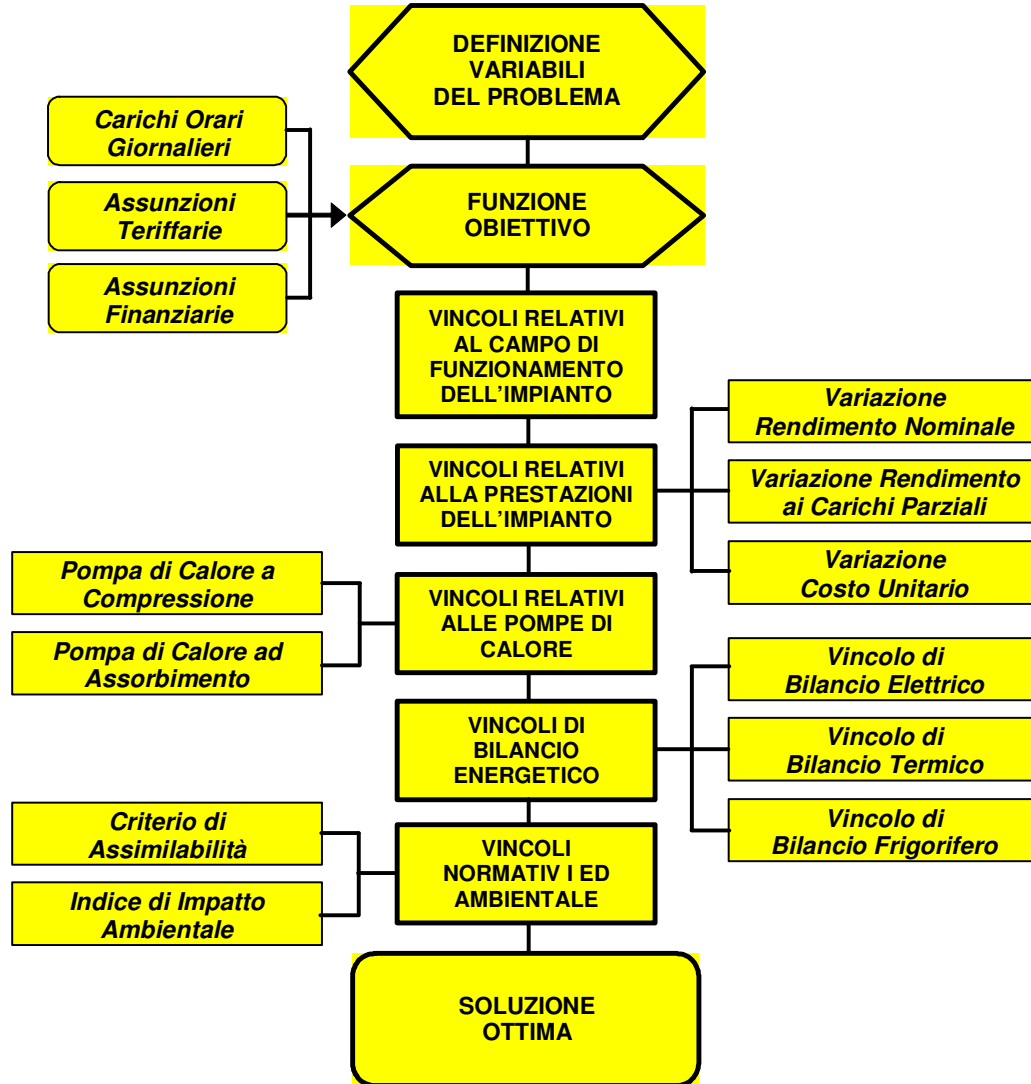 DEFINIZIONE
VARIABILI
DEL PROBLEMA
Carichi Orari
Giornalieri
Assunzioni
Teriffarie
Assunzioni
Finanziarie
FUNZIONE
OBIETTIVO
VINCOLI RELATIVI
AL CAMPO DI
FUNZIONAMENTO
DELL'IMPIANTO
VINCOLI RELATIVI
ALLA PRESTAZIONI
DELL'IMPIANTO
Variazione
Rendimento Nominale
Variazione Rendimento
ai Carichi Parziali
Variazione
Costo Unitario
Pompa di Calore a
Compressione
Pompa di Calore ad
Assorbimento
VINCOLI RELATIVI
ALLE POMPE DI
CALORE
VINCOLI DI
BILANCIO
ENERGETICO
Vincolo di
Bilancio Elettrico
Vincolo di
Bilancio Termico
Vincolo di
Bilancio Frigorifero
Criterio di
Assimilabilità
Indice di Impatto
Ambientale
VINCOLI
NORMATIV I ED
AMBIENTALE
SOLUZIONE
OTTIMA